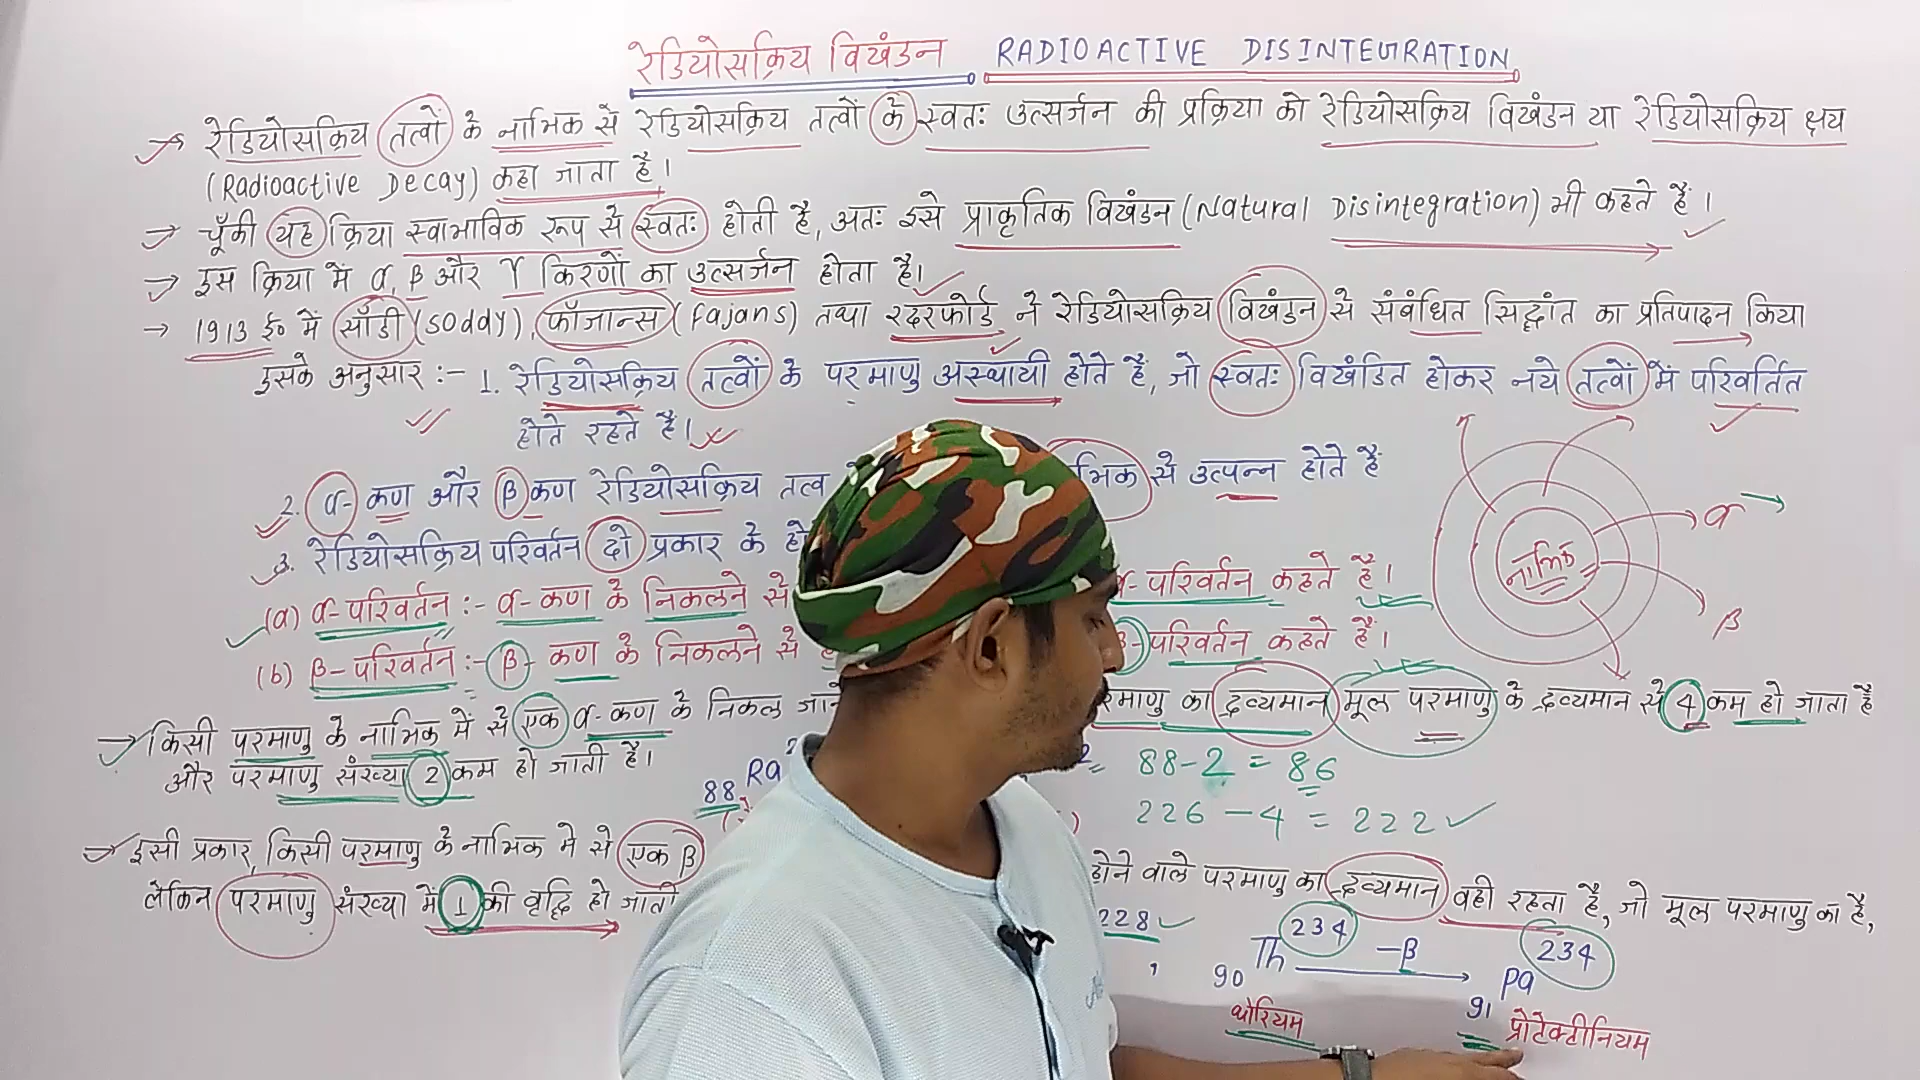 रेडियोसक्रिय विखंडन RADIOACTIVE DISINTEGRATION
→ रेडियोसक्रिय तत्वों के नाभिक से रेडियोसक्रिय तत्वों के स्वतः उत्सर्जन की प्रक्रिया को रेडियोसक्रिय विखंडन या रेडियोसक्रिय क्षय
(Radioactive Decay) कहा जाता है।
→ चूँकी यह क्रिया स्वाभाविक रूप से स्वतः होती है, अतः इसे प्राकृतिक विखंडन (Natural Disintegration) भी कहते हैं।
→ इस क्रिया में α, β और γ किरणों का उत्सर्जन होता है।
→ 1913 ई० में सॉडी (Soddy), फॉजान्स (Fajans) तथा रदरफोर्ड ने रेडियोसक्रिय विखंडन से संबंधित सिद्धांत का प्रतिपादन किया
इसके अनुसार :- 1. रेडियोसक्रिय तत्वों के परमाणु अस्थायी होते हैं, जो स्वतः विखंडित होकर नये तत्वों में परिवर्तित
होते रहते हैं।
2. α- कण और β कण रेडियोसक्रिय तत्व से उत्पन्न होते हैं
3. रेडियोसक्रिय परिवर्तन दो प्रकार के
नाभिक
α
β
(a) α-परिवर्तन :- α-कण के निकलने से α-परिवर्तन कहते हैं।
(b) β-परिवर्तन :- β- कण के निकलने से β-परिवर्तन कहते हैं।
→ किसी परमाणु के नाभिक में से एक α-कण के निकल का द्रव्यमान मूल परमाणु के द्रव्यमान से 4 कम हो जाता है
और परमाणु संख्या 2 कम हो जाती है।
88 Ra = 88-2 = 86
226 - 4 = 222
→ इसी प्रकार, किसी परमाणु के नाभिक में से एक β होने वाले परमाणु का द्रव्यमान वही रहता है, जो मूल परमाणु का है,
लेकिन परमाणु संख्या में 1 की वृद्धि हो जाती
228
90 Th 234 -β → 91 Pa 234
थोरियम प्रोटेक्टीनियम